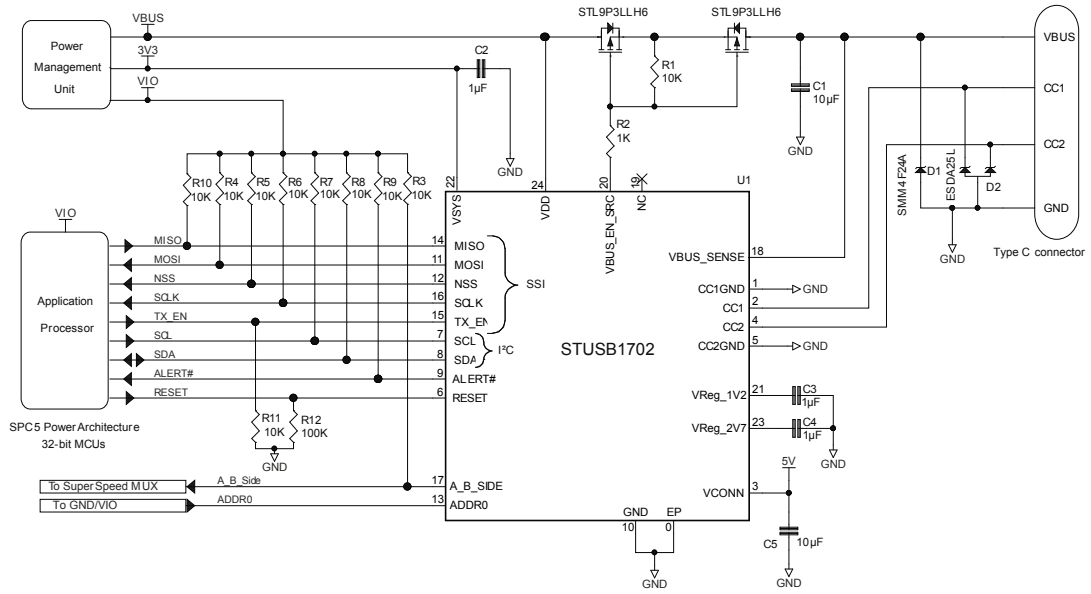 STL9P3LLH6 STL9P3LLH6
VBUS
3V3
VIO
Power
Management
Unit
C2
1µF
GND
R1
10K
R2
1K
C1
10µF
GND
VBUS
CC1
CC2
GND
Type C connector
SMM4F24A
D1
ESDA25L
D2
GND
R10
10K
R4
10K
R5
10K
R6
10K
R7
10K
R8
10K
R9
10K
R3
10K
22
VSYS
24
VDD
20
VBUS_EN_SRC
19
NC
U1
VIO
Application
Processor
SPC5 Power Architecture
32-bit MCUs
MISO 14 MISO
MOSI 11 MOSI
NSS 12 NSS
SCLK 16 SCLK
TX_EN 15 TX_EN
SSI
SCL 7 SCL
SDA 8 SDA
I²C
ALERT# 9 ALERT#
RESET 6 RESET
R11
10K
R12
100K
GND
STUSB1702
VBUS_SENSE 18
CC1GND 1 GND
CC1 2
CC2 4
CC2GND 5 GND
VReg_1V2 21
C3
1µF
VReg_2V7 23
C4
1µF
GND
5V
VCONN 3
C5 10µF
GND
To SuperSpeed MUX A_B_Side 17 A_B_SIDE
To GND/VIO ADDR0 13 ADDR0
GND EP
10 0
GND